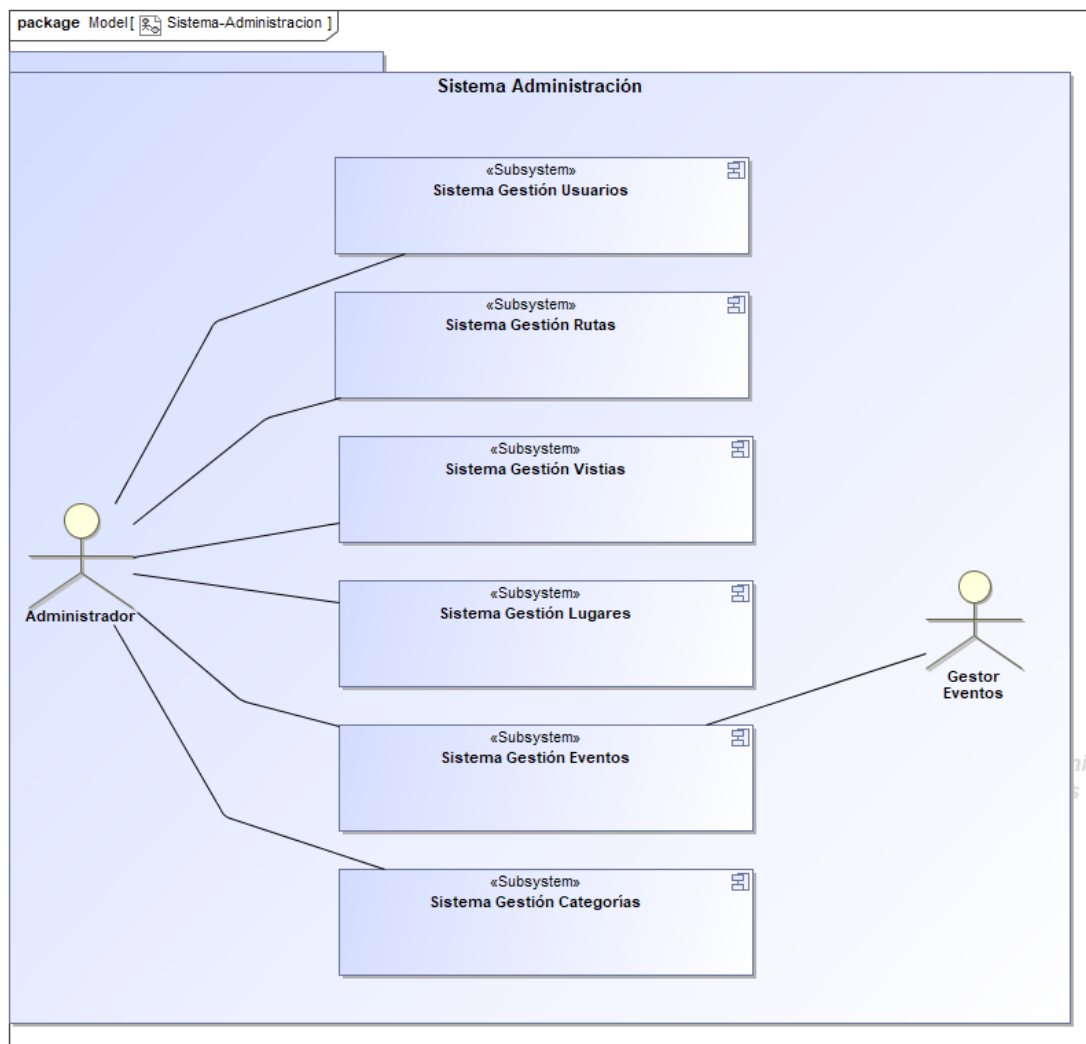 package Model[ Sistema-Administracion ]
Sistema Administración
«Subsystem»
Sistema Gestión Usuarios
«Subsystem»
Sistema Gestión Rutas
«Subsystem»
Sistema Gestión Vistias
«Subsystem»
Sistema Gestión Lugares
Administrador
Gestor
Eventos
«Subsystem»
Sistema Gestión Eventos
«Subsystem»
Sistema Gestión Categorías